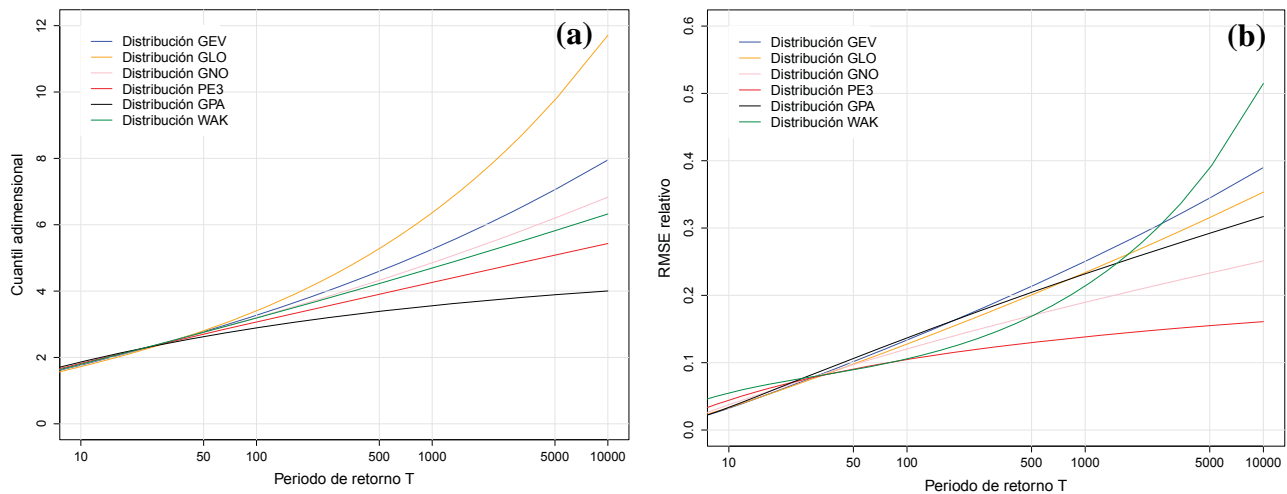 (a)
Distribución GEV
Distribución GLO
Distribución GNO
Distribución PE3
Distribución GPA
Distribución WAK
Cuantil adimensional
12
10
8
6
4
2
0
10
50
100
500
1000
5000
10000
Periodo de retorno T
(b)
Distribución GEV
Distribución GLO
Distribución GNO
Distribución PE3
Distribución GPA
Distribución WAK
RMSE relativo
0.6
0.5
0.4
0.3
0.2
0.1
0.0
10
50
100
500
1000
5000
10000
Periodo de retorno T